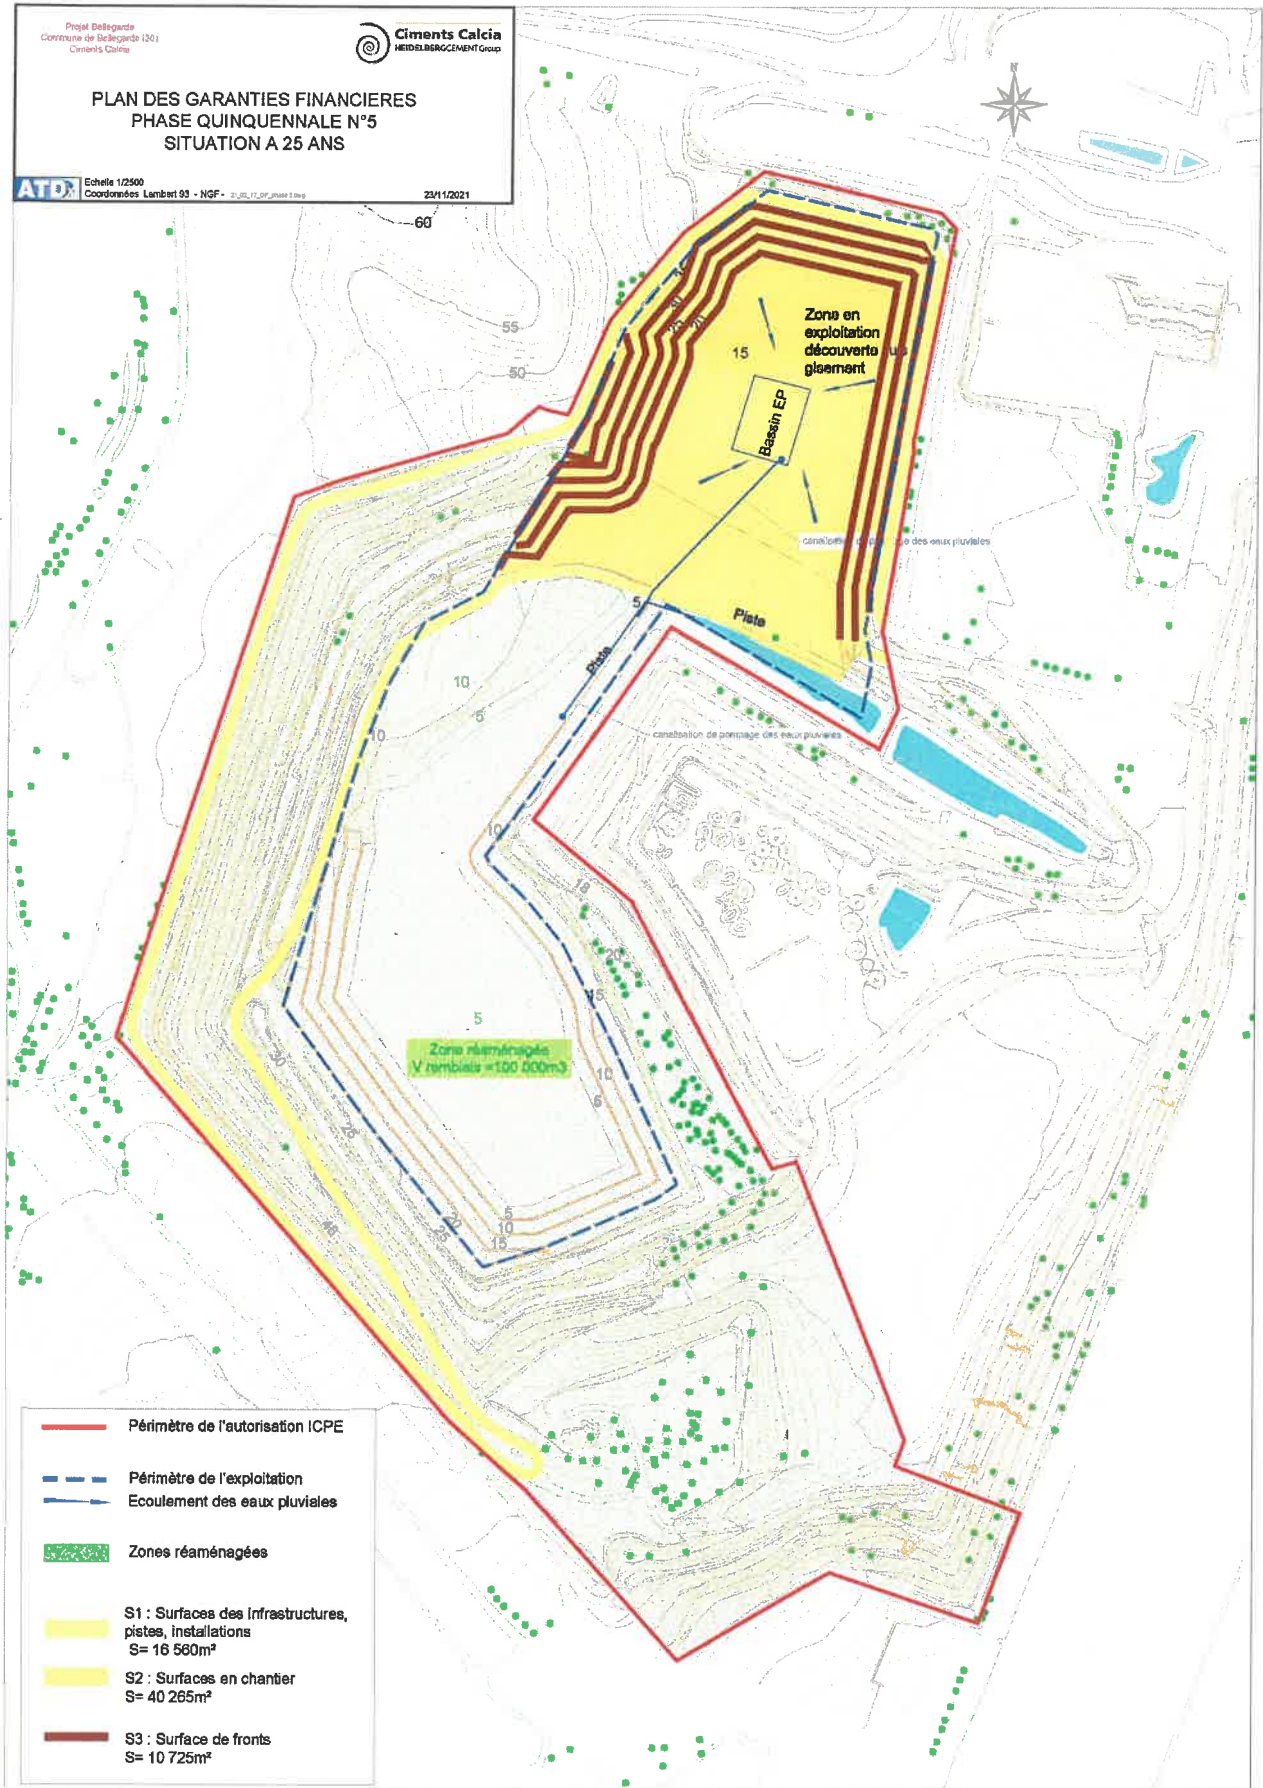 Projet Bellegarde
Commune de Bellegarde (30)
Ciments Calcia
Ciments Calcia
HEIDELBERGCEMENT Group
PLAN DES GARANTIES FINANCIERES
PHASE QUINQUENNALE N°5
SITUATION A 25 ANS
ATDx
Echelle 1/2500
Coordonnées Lambert 93 - NGF -
23/11/2021
N
60
55
50
Zone en
exploitation
découverte
gisement
15
20
Bassin EP
des eaux pluviales
5
Piste
Piste
10
5
10
canalisation de pompage des eaux pluviales
10
18
20
15
5
Zone réaménagée
V remblais =100 000m3
10
5
30
25
20
25
5
10
15
Périmètre de l'autorisation ICPE
Périmètre de l'exploitation
Ecoulement des eaux pluviales
Zones réaménagées
S1 : Surfaces des infrastructures,
pistes, installations
S= 16 560m²
S2 : Surfaces en chantier
S= 40 265m²
S3 : Surface de fronts
S= 10 725m²